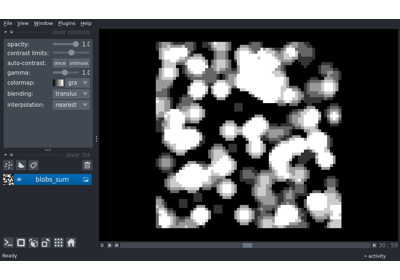 File View Window Plugins Help
layer controls
opacity: 1.0
contrast limits:
auto-contrast: once continuous
gamma: 1.0
colormap: gra
blending: translu
interpolation: nearest
layer list
blobs_sum
0 30 59
Ready
activity